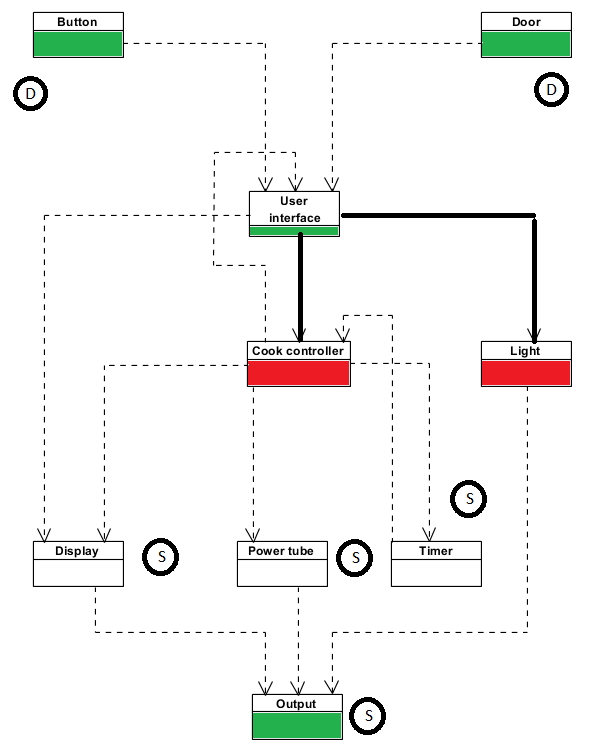 Button
Door
D
D
User
interface
Cook controller
Light
S
Display
S
Power tube
S
Timer
Output
S